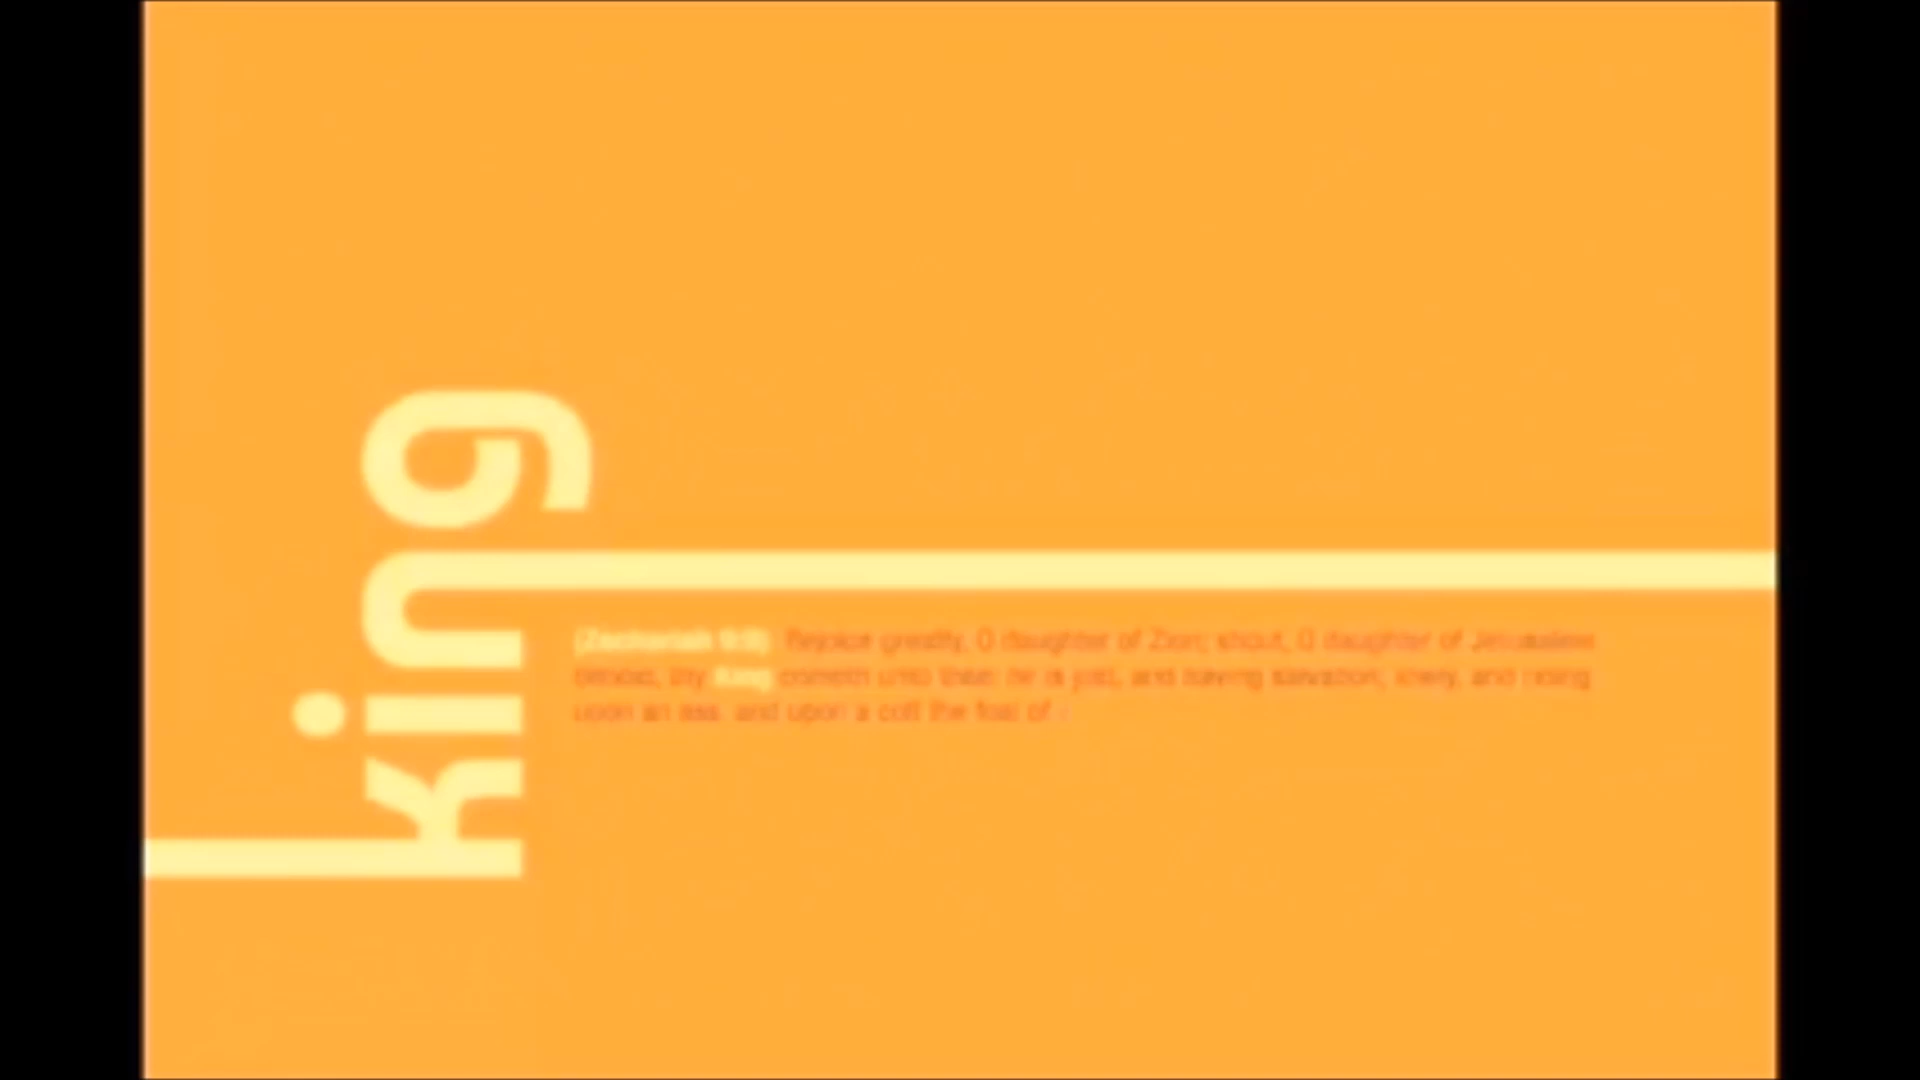 king
(Zechariah 9:9) Rejoice greatly, O daughter of Zion; shout, O daughter of Jerusalem:
behold, thy King cometh unto thee: he is just, and having salvation; lowly, and riding
upon an ass, and upon a colt the foal of